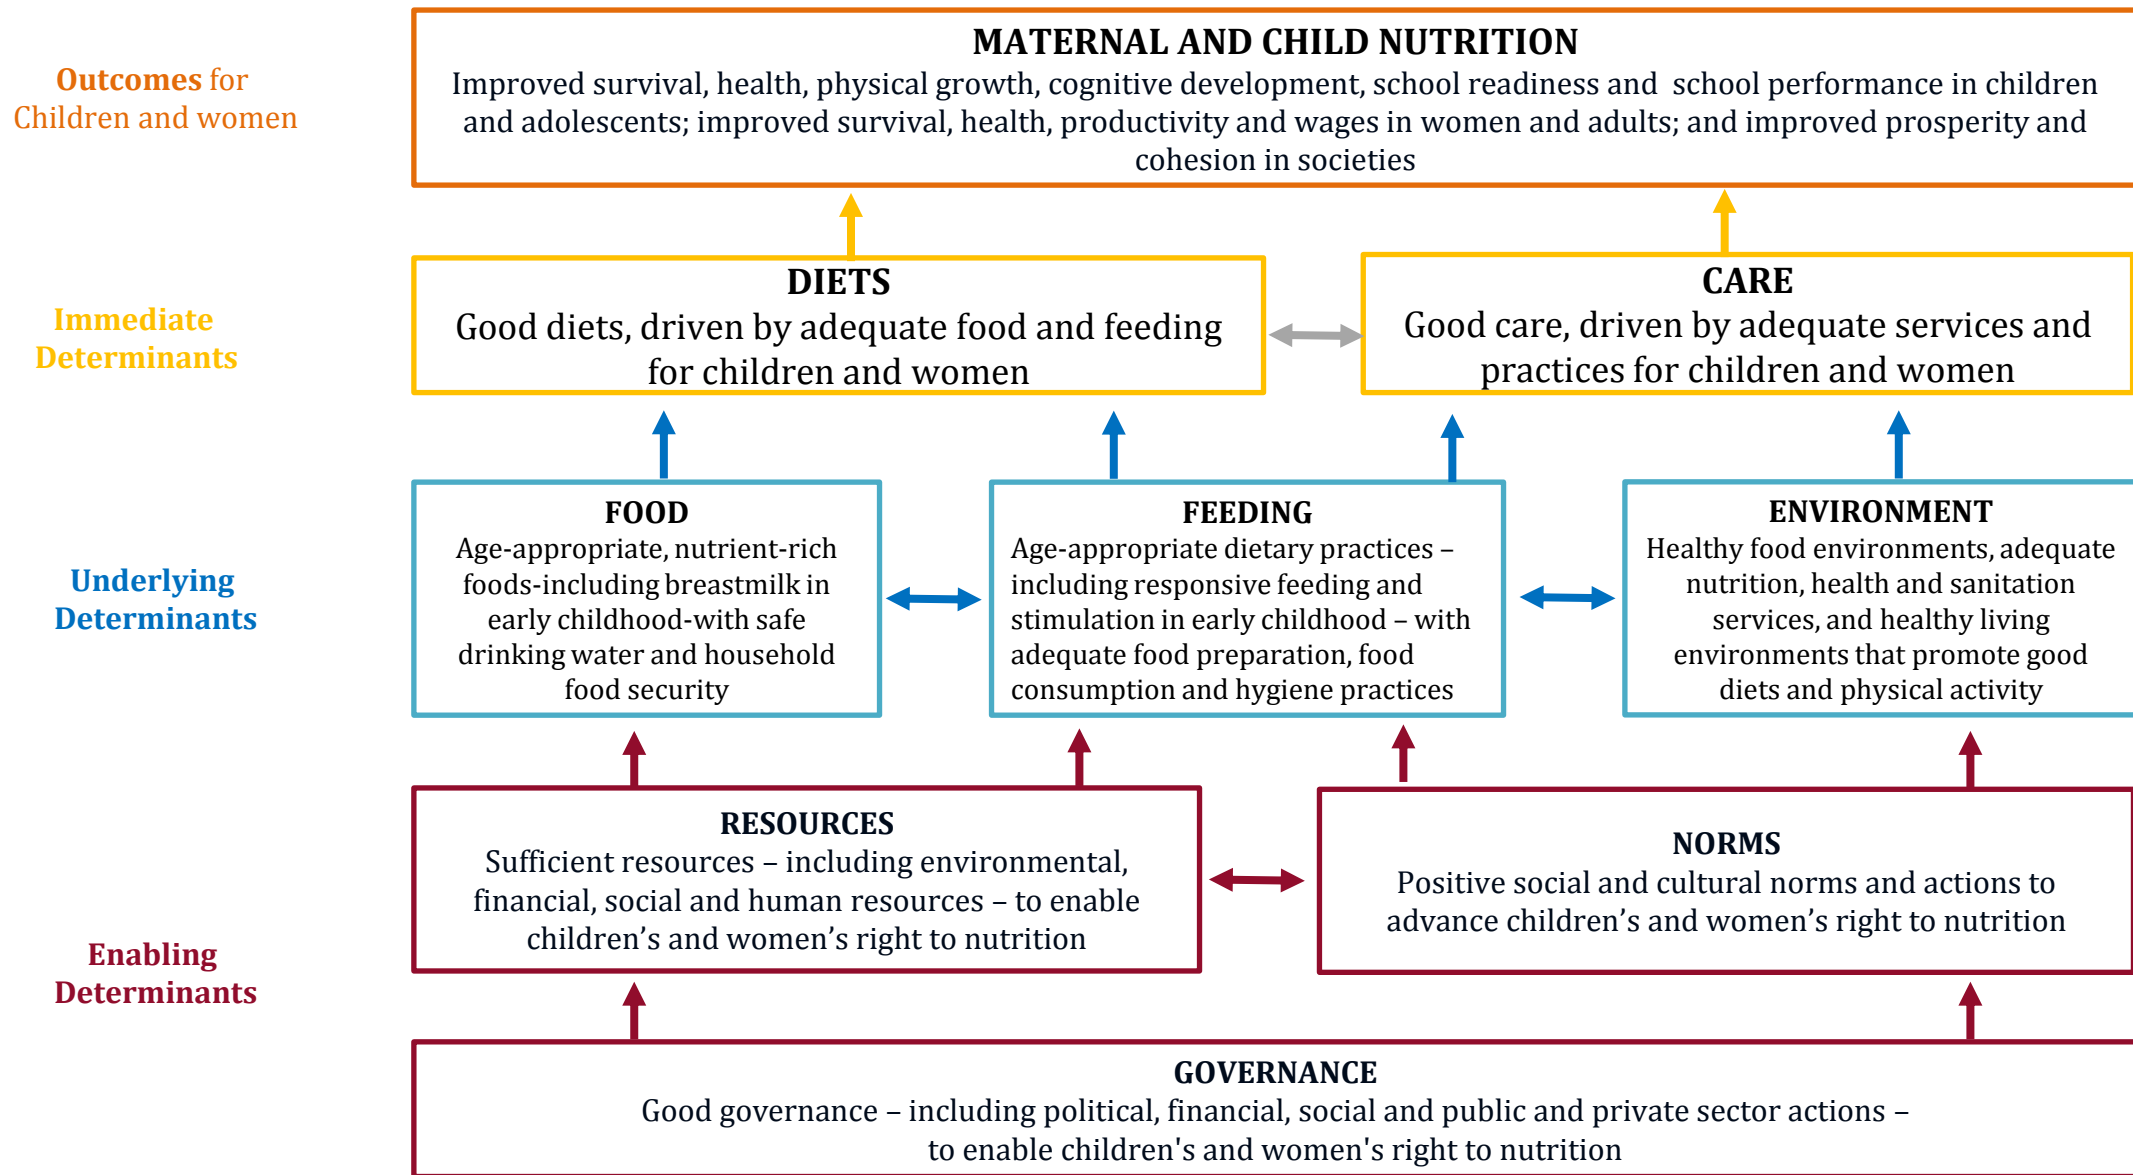 MATERNAL AND CHILD NUTRITION
Improved survival, health, physical growth, cognitive development, school readiness and school performance in children
and adolescents; improved survival, health, productivity and wages in women and adults; and improved prosperity and
cohesion in societies
Outcomes for
Children and women
DIETS
Good diets, driven by adequate food and feeding
for children and women
CARE
Good care, driven by adequate services and
practices for children and women
Immediate
Determinants
FOOD
Age-appropriate, nutrient-rich
foods-including breastmilk in
early childhood-with safe
drinking water and household
food security
FEEDING
Age-appropriate dietary practices –
including responsive feeding and
stimulation in early childhood – with
adequate food preparation, food
consumption and hygiene practices
ENVIRONMENT
Healthy food environments, adequate
nutrition, health and sanitation
services, and healthy living
environments that promote good
diets and physical activity
Underlying
Determinants
RESOURCES
Sufficient resources – including environmental,
financial, social and human resources – to enable
children’s and women’s right to nutrition
NORMS
Positive social and cultural norms and actions to
advance children’s and women’s right to nutrition
Enabling
Determinants
GOVERNANCE
Good governance – including political, financial, social and public and private sector actions –
to enable children's and women's right to nutrition